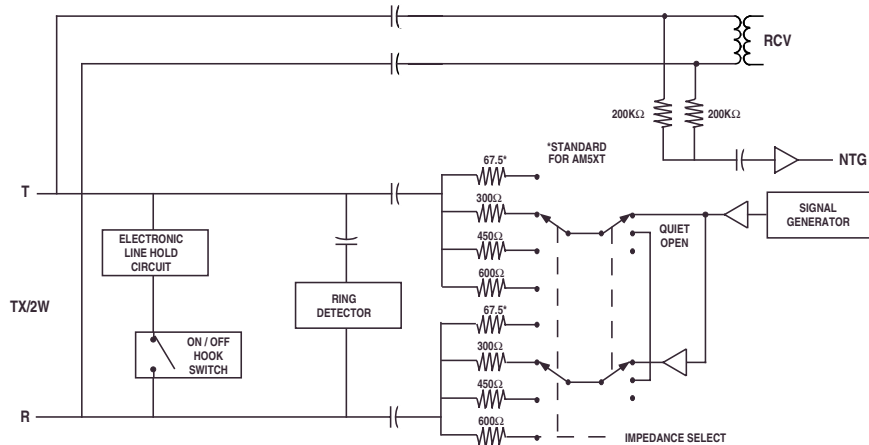 RCV
200KΩ
200KΩ
*STANDARD
FOR AM5XT
NTG
67.5*
T
300Ω
QUIET
OPEN
SIGNAL
GENERATOR
ELECTRONIC
LINE HOLD
CIRCUIT
450Ω
600Ω
TX/2W
RING
DETECTOR
67.5*
ON / OFF
HOOK
SWITCH
300Ω
450Ω
R
600Ω
IMPEDANCE SELECT